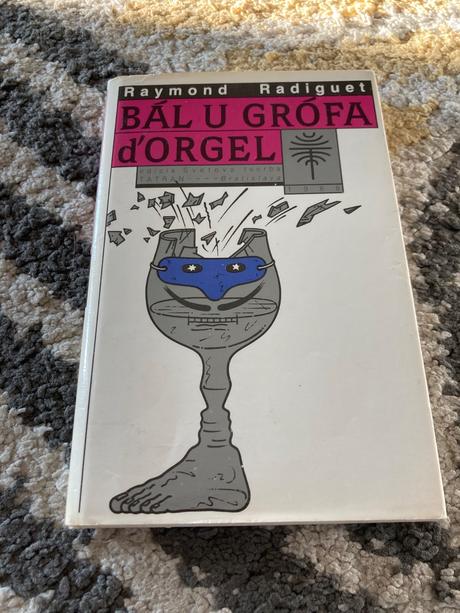 Raymond Radiguet
BÁL U GRÓFA
d'ORGEL
edícia Svetová tvorba
TATRAN----Bratislava